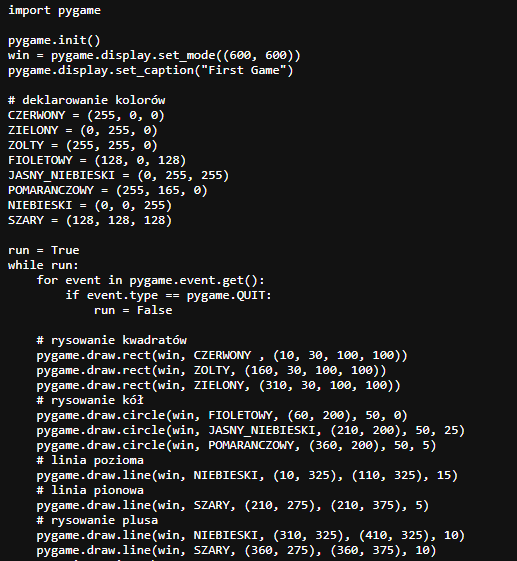 import pygame

pygame.init()
win = pygame.display.set_mode((600, 600))
pygame.display.set_caption("First Game")

# deklarowanie kolorów
CZERWONY = (255, 0, 0)
ZIELONY = (0, 255, 0)
ZOLTY = (255, 255, 0)
FIOLETOWY = (128, 0, 128)
JASNY_NIEBIESKI = (0, 255, 255)
POMARANCZOWY = (255, 165, 0)
NIEBIESKI = (0, 0, 255)
SZARY = (128, 128, 128)

run = True
while run:
    for event in pygame.event.get():
        if event.type == pygame.QUIT:
            run = False

    # rysowanie kwadratów
    pygame.draw.rect(win, CZERWONY , (10, 30, 100, 100))
    pygame.draw.rect(win, ZOLTY, (160, 30, 100, 100))
    pygame.draw.rect(win, ZIELONY, (310, 30, 100, 100))
    # rysowanie kół
    pygame.draw.circle(win, FIOLETOWY, (60, 200), 50, 0)
    pygame.draw.circle(win, JASNY_NIEBIESKI, (210, 200), 50, 25)
    pygame.draw.circle(win, POMARANCZOWY, (360, 200), 50, 5)
    # linia pozioma
    pygame.draw.line(win, NIEBIESKI, (10, 325), (110, 325), 15)
    # linia pionowa
    pygame.draw.line(win, SZARY, (210, 275), (210, 375), 5)
    # rysowanie plusa
    pygame.draw.line(win, NIEBIESKI, (310, 325), (410, 325), 10)
    pygame.draw.line(win, SZARY, (360, 275), (360, 375), 10)